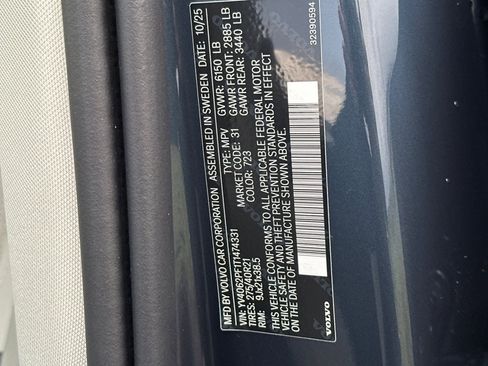 MFD BY VOLVO CAR CORPORATION ASSEMBLED IN SWEDEN DATE: 10/25
VIN: YV4062PF1T1474331 TYPE: MPV GVWR: 6150 LB
TIRES: 275/40R21 MARKET CODE: 31 GAWR FRONT: 2885 LB
RIM: 9Jx21x38.5 COLOR: 723 GAWR REAR: 3440 LB
THIS VEHICLE CONFORMS TO ALL APPLICABLE FEDERAL MOTOR
VEHICLE SAFETY AND THEFT PREVENTION STANDARDS IN EFFECT
ON THE DATE OF MANUFACTURE SHOWN ABOVE.
VOLVO 32390594